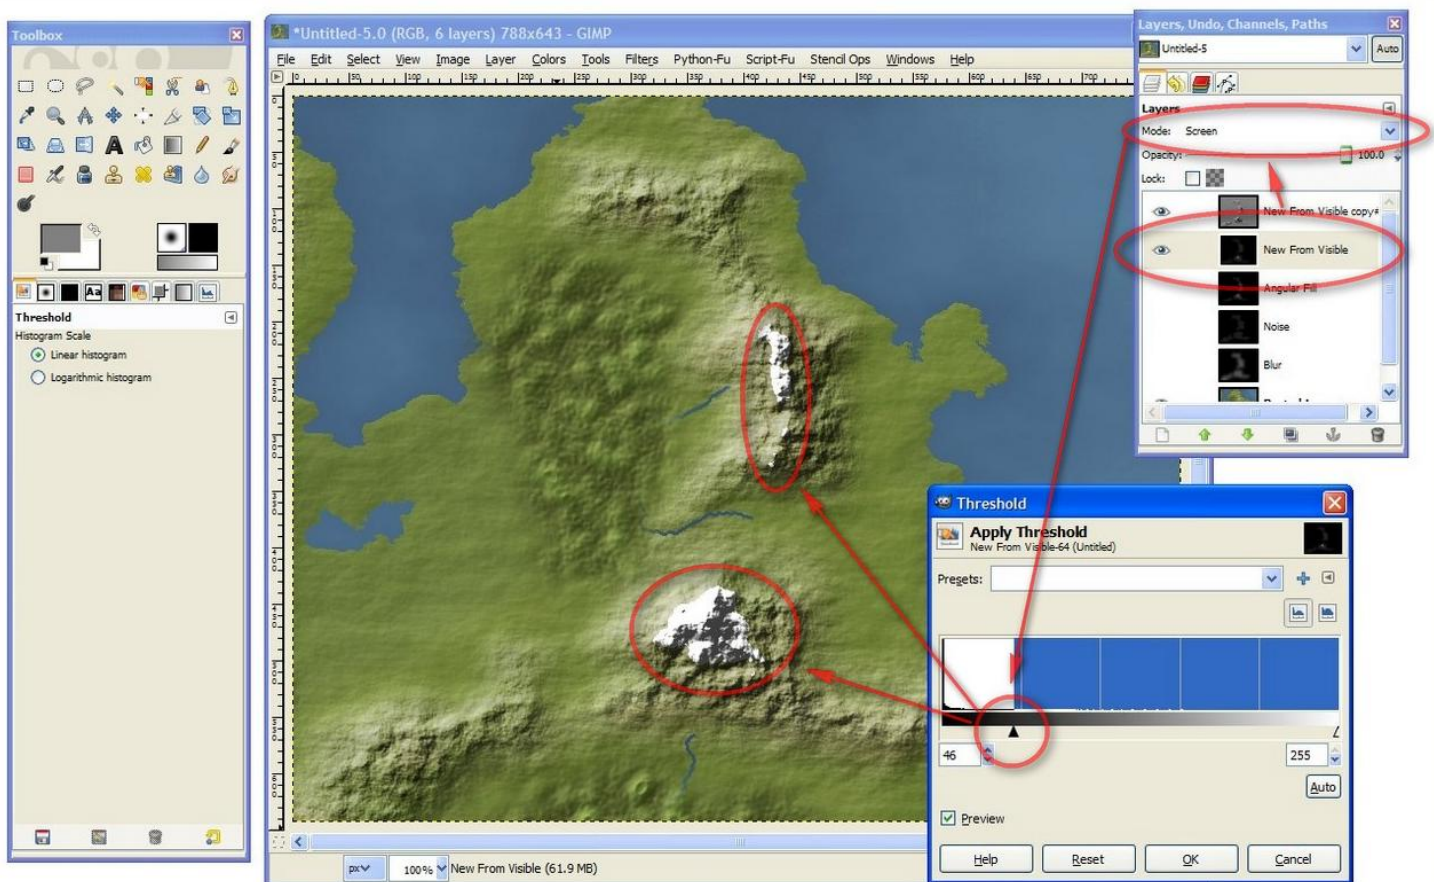 Toolbox
Threshold
Histogram Scale
Linear histogram
Logarithmic histogram
*Untitled-5.0 (RGB, 6 layers) 788x643 - GIMP
File Edit Select View Image Layer Colors Tools Filters Python-Fu Script-Fu Stencil Ops Windows Help
px 100% New From Visible (61.9 MB)
Layers, Undo, Channels, Paths
Untitled-5 Auto
Layers
Mode: Screen
Opacity: 100.0
Lock:
New From Visible copy#
New From Visible
Angular Fill
Noise
Blur
Threshold
Apply Threshold
New From Visible-64 (Untitled)
Presets:
46 255
Auto
Preview
Help Reset OK Cancel